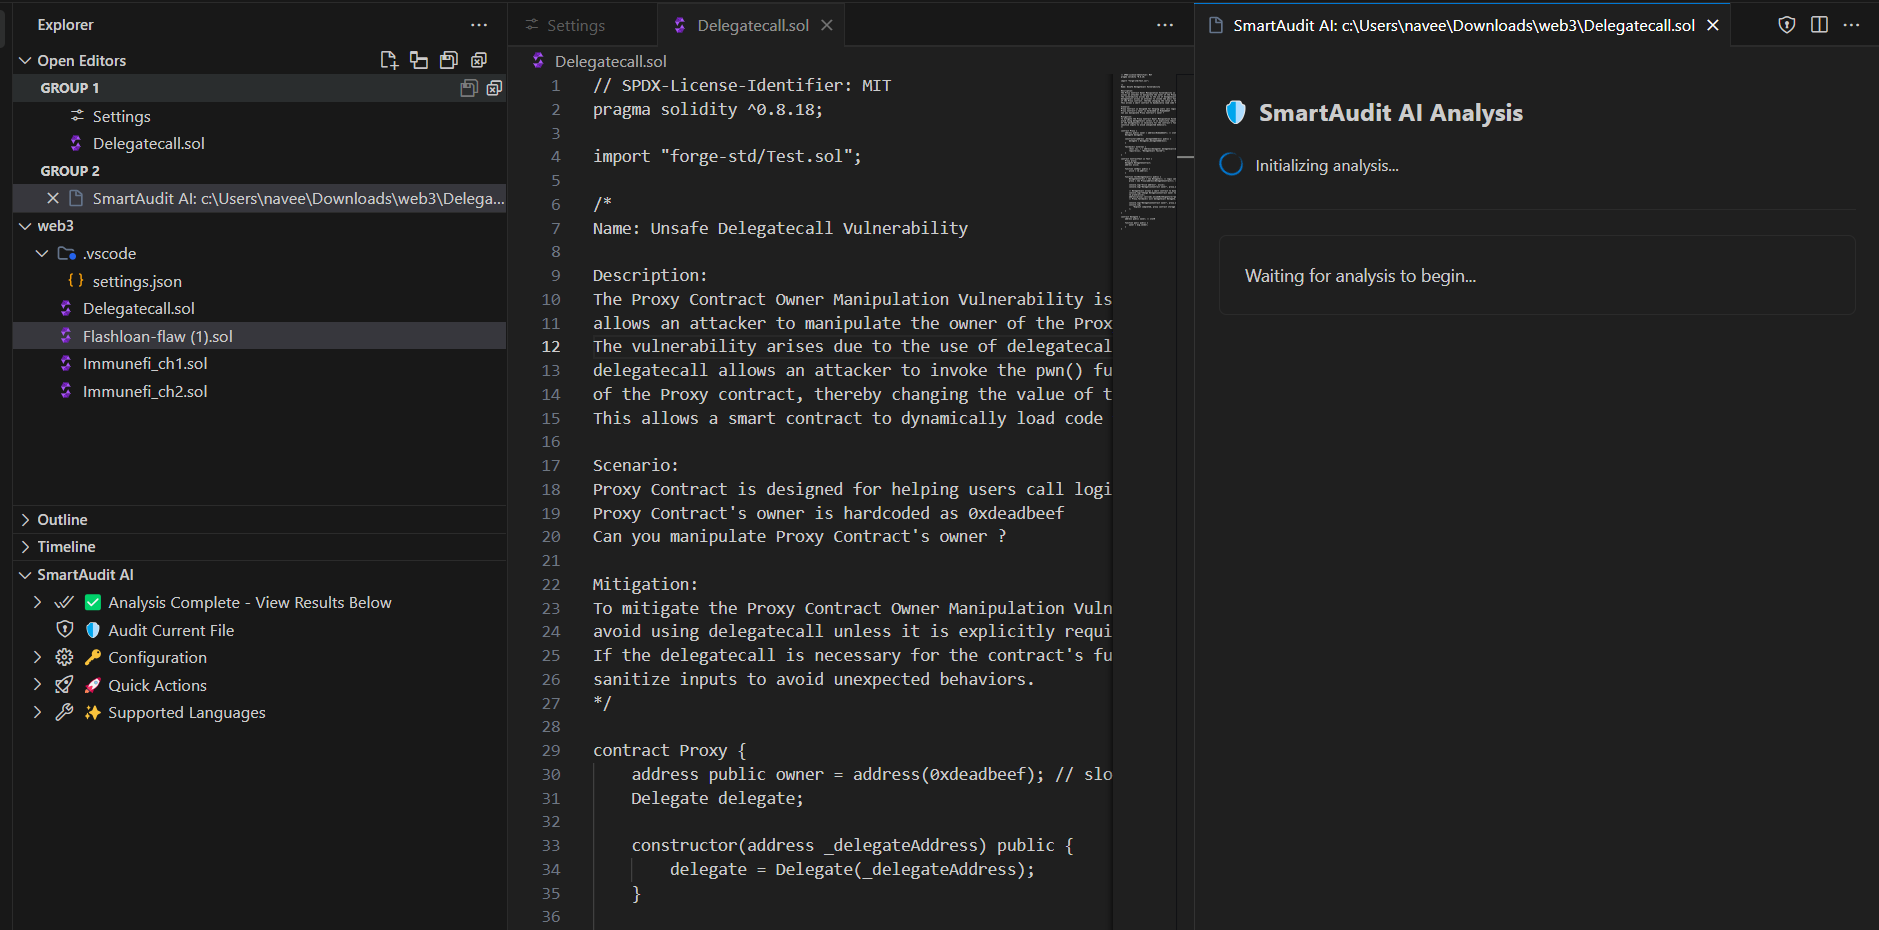 Explorer
Open Editors
GROUP 1
Settings
Delegatecall.sol
GROUP 2
SmartAudit AI: c:\Users\navee\Downloads\web3\Delega...
web3
.vscode
settings.json
Delegatecall.sol
Flashloan-flaw (1).sol
Immunefi_ch1.sol
Immunefi_ch2.sol
Outline
Timeline
SmartAudit AI
Analysis Complete - View Results Below
Audit Current File
Configuration
Quick Actions
Supported Languages
Settings
Delegatecall.sol
Delegatecall.sol
1 // SPDX-License-Identifier: MIT
2 pragma solidity ^0.8.18;
3
4 import "forge-std/Test.sol";
5
6 /*
7 Name: Unsafe Delegatecall Vulnerability
8
9 Description:
10 The Proxy Contract Owner Manipulation Vulnerability is
11 allows an attacker to manipulate the owner of the Prox
12 The vulnerability arises due to the use of delegatecal
13 delegatecall allows an attacker to invoke the pwn() fu
14 of the Proxy contract, thereby changing the value of t
15 This allows a smart contract to dynamically load code
16
17 Scenario:
18 Proxy Contract is designed for helping users call logi
19 Proxy Contract's owner is hardcoded as 0xdeadbeef
20 Can you manipulate Proxy Contract's owner ?
21
22 Mitigation:
23 To mitigate the Proxy Contract Owner Manipulation Vuln
24 avoid using delegatecall unless it is explicitly requi
25 If the delegatecall is necessary for the contract's fu
26 sanitize inputs to avoid unexpected behaviors.
27 */
28
29 contract Proxy {
30 address public owner = address(0xdeadbeef); // slo
31 Delegate delegate;
32
33 constructor(address _delegateAddress) public {
34 delegate = Delegate(_delegateAddress);
35 }
36
SmartAudit AI: c:\Users\navee\Downloads\web3\Delegatecall.sol
SmartAudit AI Analysis
Initializing analysis...
Waiting for analysis to begin...